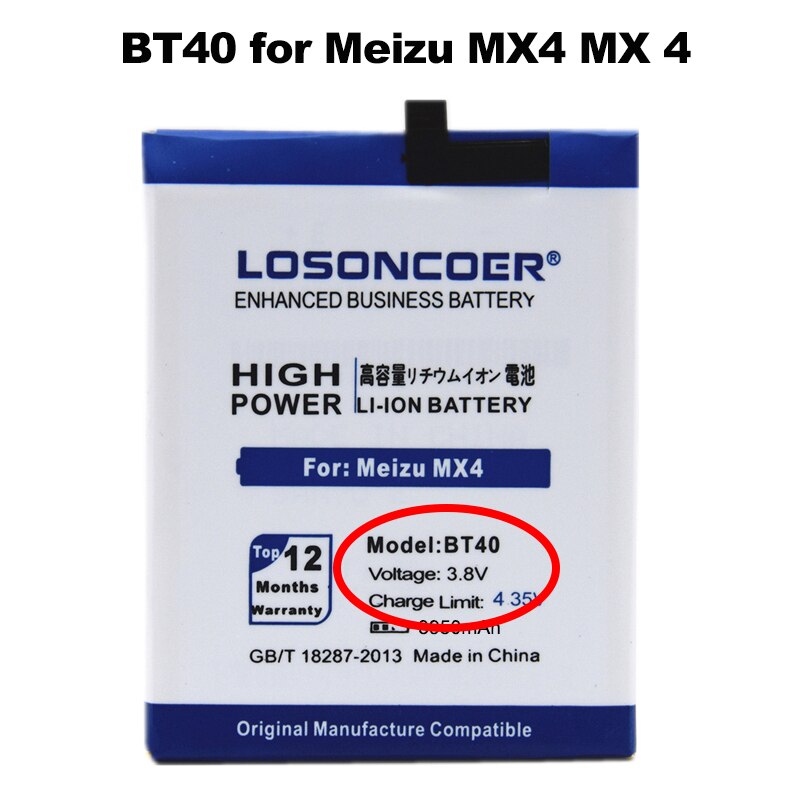 BT40 for Meizu MX4 MX 4
LOSONCOER®
ENHANCED BUSINESS BATTERY
HIGH POWER
高容量リチウムイオン 電池
LI-ION BATTERY
For: Meizu MX4
Top 12
Months
Warranty
Model:BT40
Voltage: 3.8V
Charge Limit: 4 35V
GB/T 18287-2013 Made in China
Original Manufacture Compatible